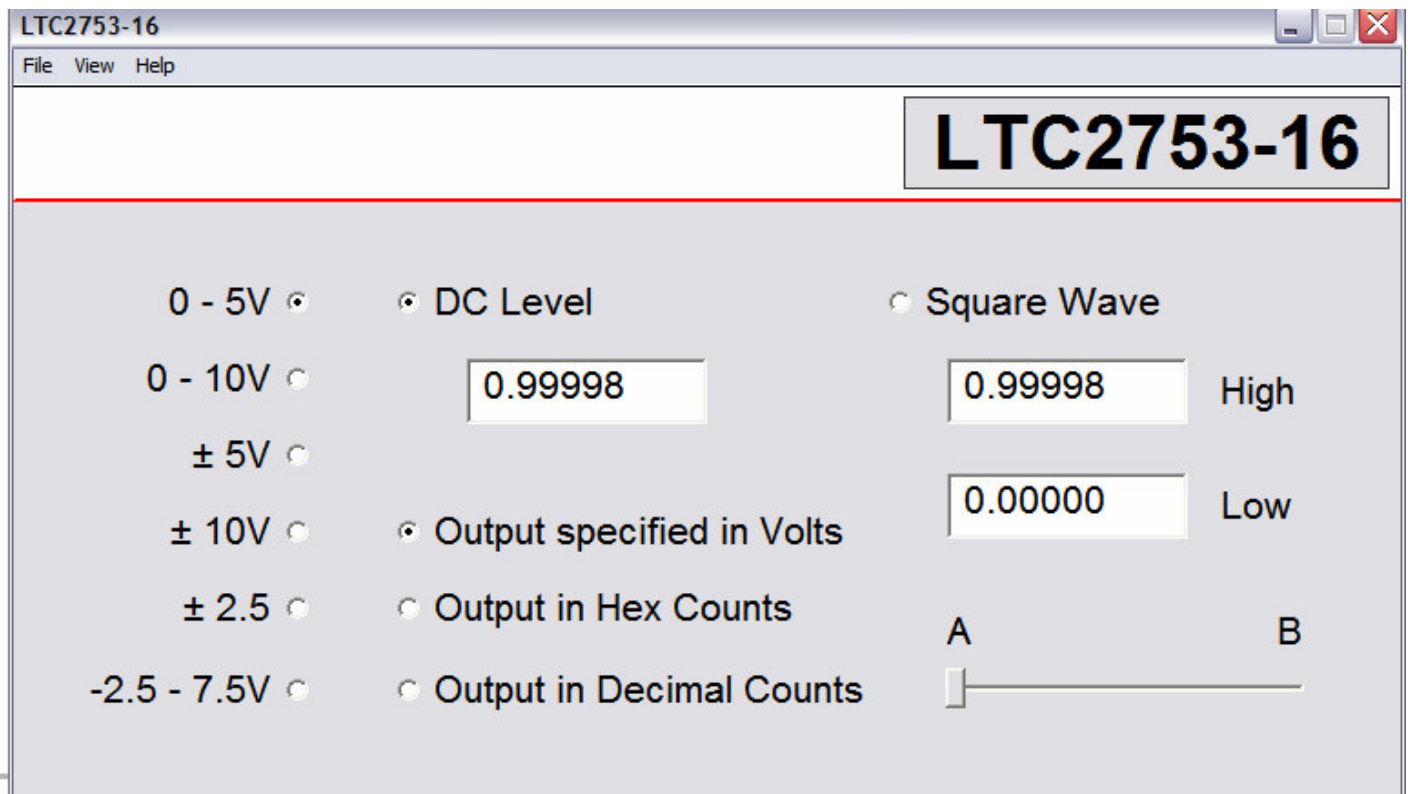 LTC2753-16
File View Help
LTC2753-16
0 - 5V
DC Level
Square Wave
0 - 10V
0.99998
0.99998
High
± 5V
0.00000
Low
± 10V
Output specified in Volts
± 2.5
Output in Hex Counts
A
B
-2.5 - 7.5V
Output in Decimal Counts